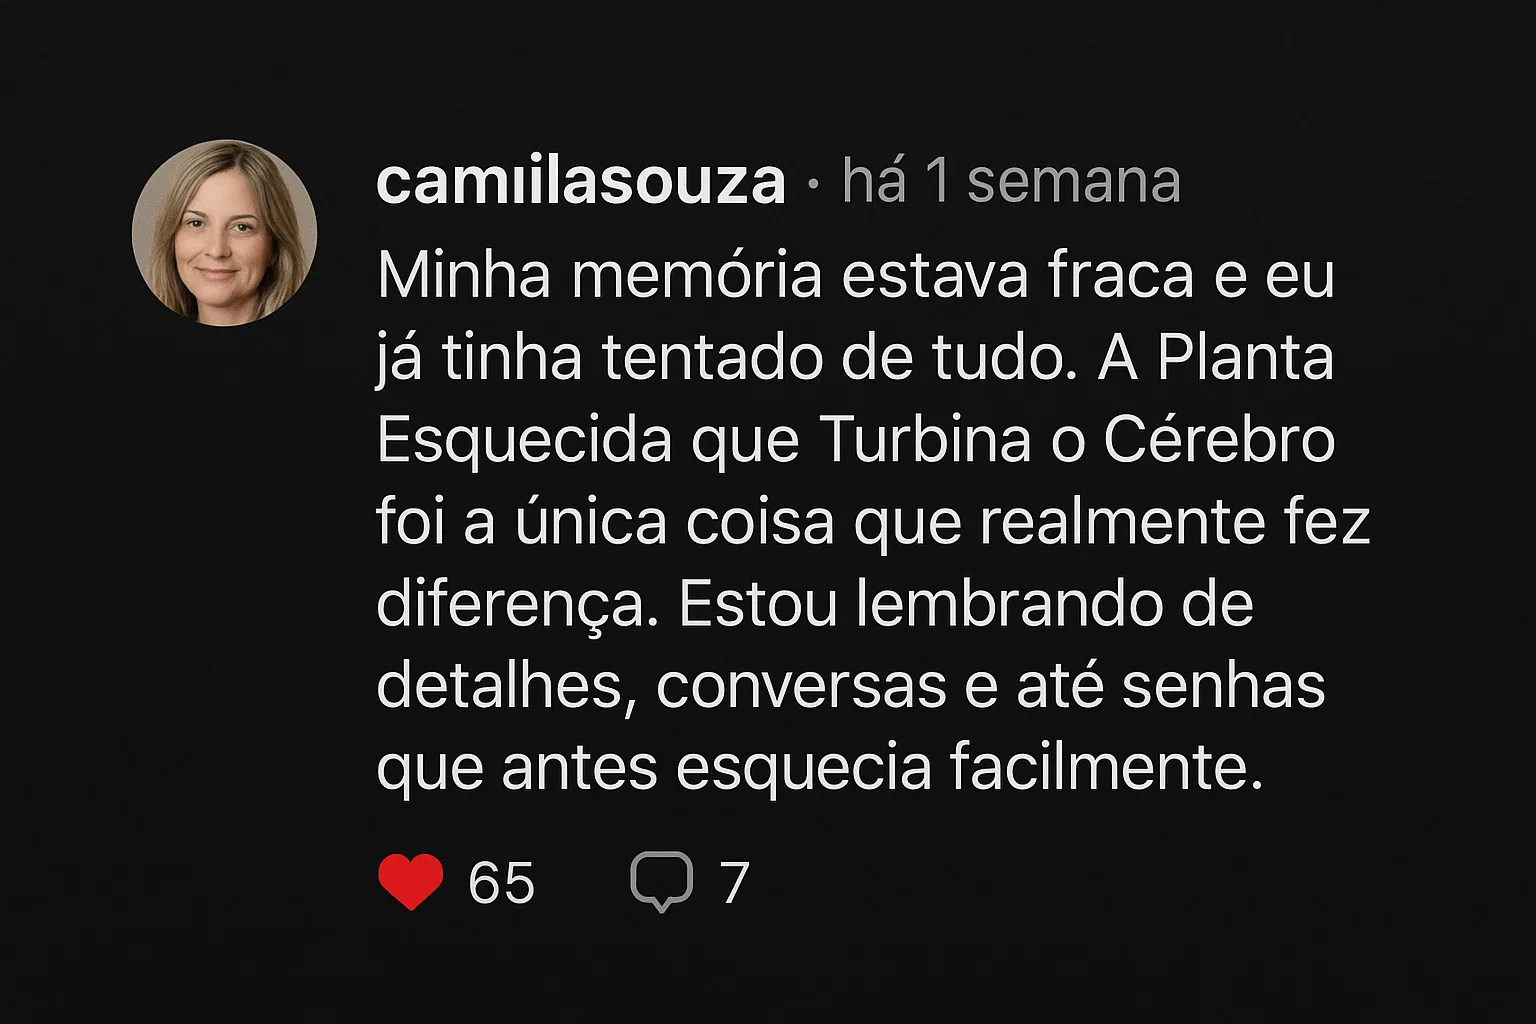 camıilasouza · há 1 semana
Minha memória estava fraca e eu
já tinha tentado de tudo. A Planta
Esquecida que Turbina o Cérebro
foi a única coisa que realmente fez
diferença. Estou lembrando de
detalhes, conversas e até senhas
que antes esquecia facilmente.
65 7